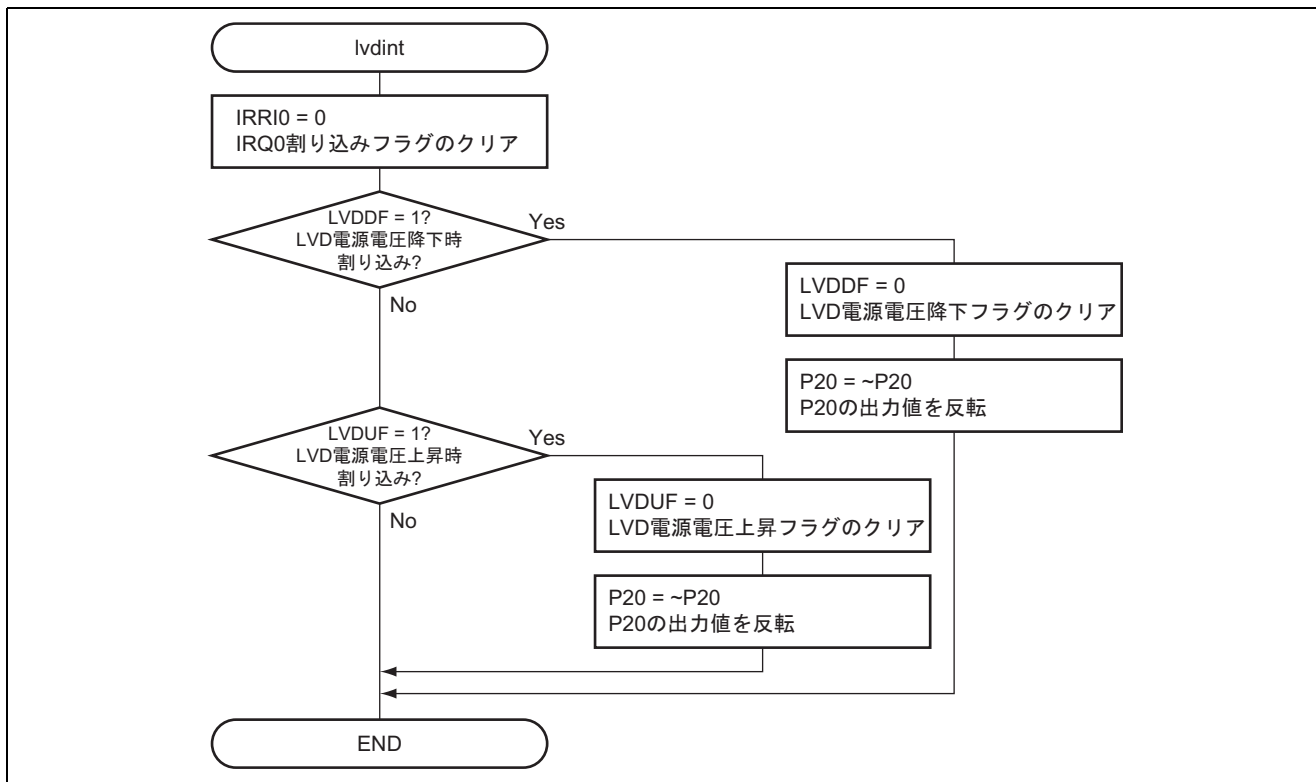 lvdint
IRRI0 = 0
IRQ0割り込みフラグのクリア
LVDDF = 1?
LVD電源電圧降下時
割り込み?
Yes
No
LVDDF = 0
LVD電源電圧降下フラグのクリア
P20 = ~P20
P20の出力値を反転
LVDUF = 1?
LVD電源電圧上昇時
割り込み?
Yes
No
LVDUF = 0
LVD電源電圧上昇フラグのクリア
P20 = ~P20
P20の出力値を反転
END